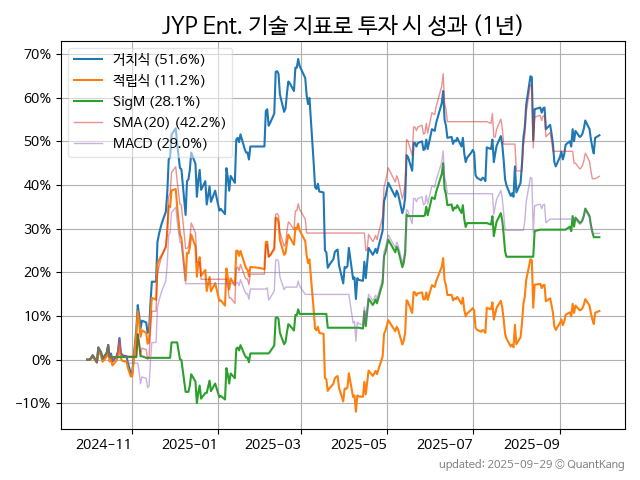 JYP Ent. 기술 지표로 투자 시 성과 (1년)
70%
60%
50%
40%
30%
20%
10%
0%
−10%
거치식 (51.6%)
적립식 (11.2%)
SigM (28.1%)
SMA(20) (42.2%)
MACD (29.0%)
2024-11 2025-01 2025-03 2025-05 2025-07 2025-09
updated: 2025-09-29 © QuantKang